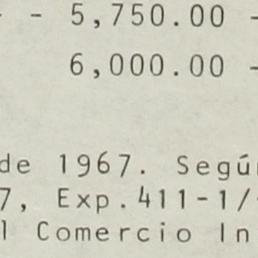 - - 5,750.00 -
6,000.00 -
de 1967. Segú
7, Exp.411-1/
l Comercio In